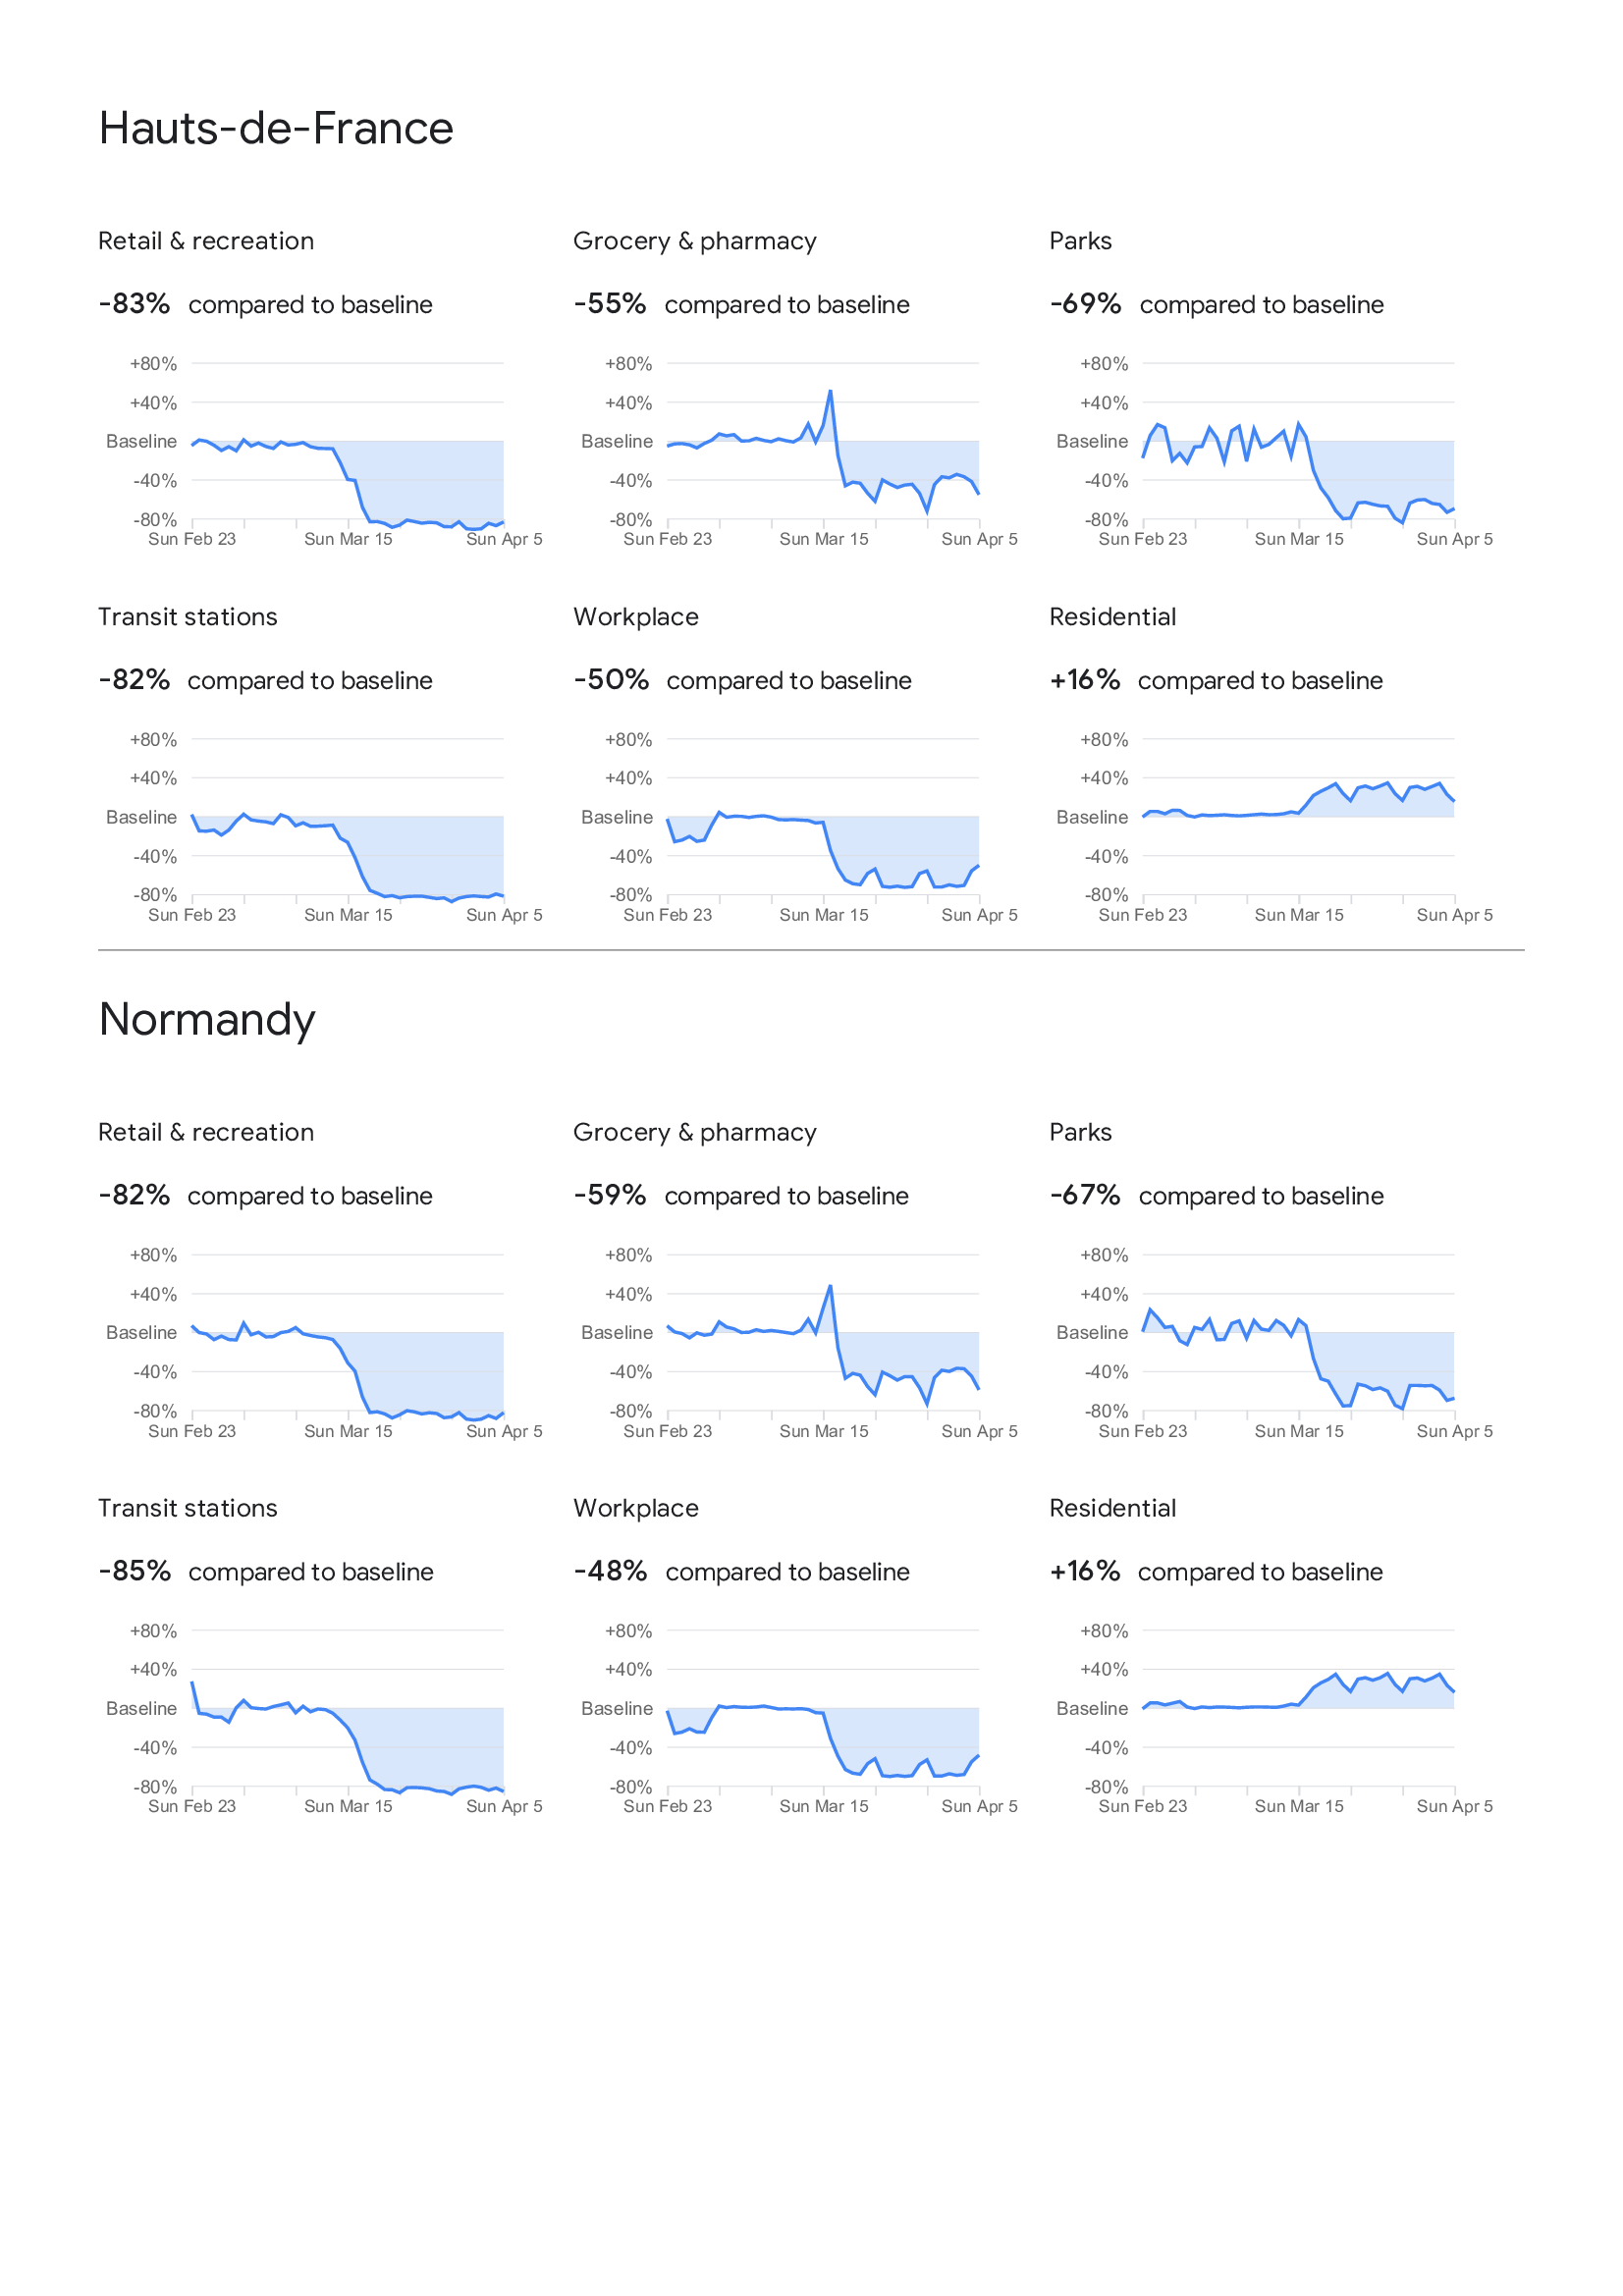 Hauts-de-France
Retail & recreation
-83% compared to baseline
+80%
+40%
Baseline
-40%
-80%
Sun Feb 23 Sun Mar 15 Sun Apr 5
Grocery & pharmacy
-55% compared to baseline
+80%
+40%
Baseline
-40%
-80%
Sun Feb 23 Sun Mar 15 Sun Apr 5
Parks
-69% compared to baseline
+80%
+40%
Baseline
-40%
-80%
Sun Feb 23 Sun Mar 15 Sun Apr 5
Transit stations
-82% compared to baseline
+80%
+40%
Baseline
-40%
-80%
Sun Feb 23 Sun Mar 15 Sun Apr 5
Workplace
-50% compared to baseline
+80%
+40%
Baseline
-40%
-80%
Sun Feb 23 Sun Mar 15 Sun Apr 5
Residential
+16% compared to baseline
+80%
+40%
Baseline
-40%
-80%
Sun Feb 23 Sun Mar 15 Sun Apr 5
Normandy
Retail & recreation
-82% compared to baseline
+80%
+40%
Baseline
-40%
-80%
Sun Feb 23 Sun Mar 15 Sun Apr 5
Grocery & pharmacy
-59% compared to baseline
+80%
+40%
Baseline
-40%
-80%
Sun Feb 23 Sun Mar 15 Sun Apr 5
Parks
-67% compared to baseline
+80%
+40%
Baseline
-40%
-80%
Sun Feb 23 Sun Mar 15 Sun Apr 5
Transit stations
-85% compared to baseline
+80%
+40%
Baseline
-40%
-80%
Sun Feb 23 Sun Mar 15 Sun Apr 5
Workplace
-48% compared to baseline
+80%
+40%
Baseline
-40%
-80%
Sun Feb 23 Sun Mar 15 Sun Apr 5
Residential
+16% compared to baseline
+80%
+40%
Baseline
-40%
-80%
Sun Feb 23 Sun Mar 15 Sun Apr 5